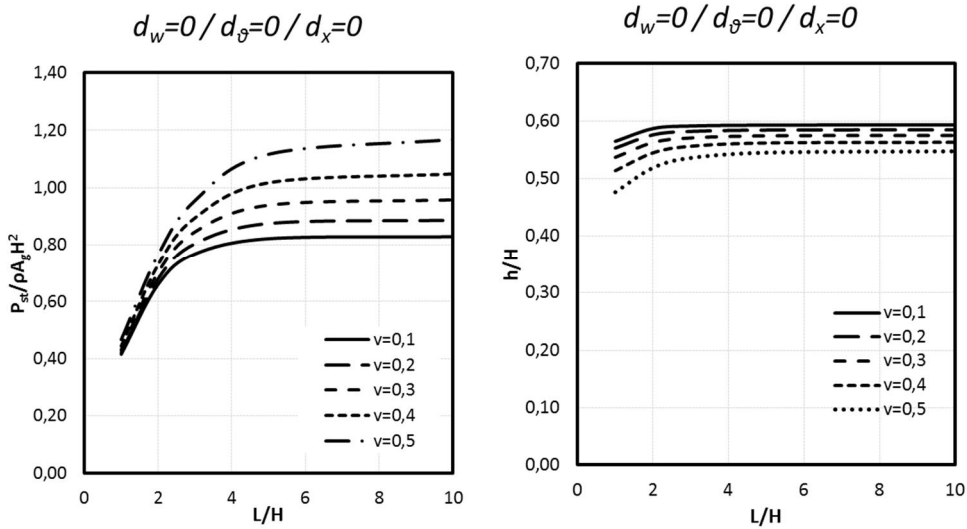 d_w=0 / d_ϑ=0 / d_x=0
1,40
1,20
1,00
0,80
0,60
0,40
0,20
0,00
P_st/ρA_gH²
v=0,1
v=0,2
v=0,3
v=0,4
v=0,5
0 2 4 6 8 10
L/H
d_w=0 / d_ϑ=0 / d_x=0
0,70
0,60
0,50
0,40
0,30
0,20
0,10
0,00
h/H
v=0,1
v=0,2
v=0,3
v=0,4
v=0,5
0 2 4 6 8 10
L/H